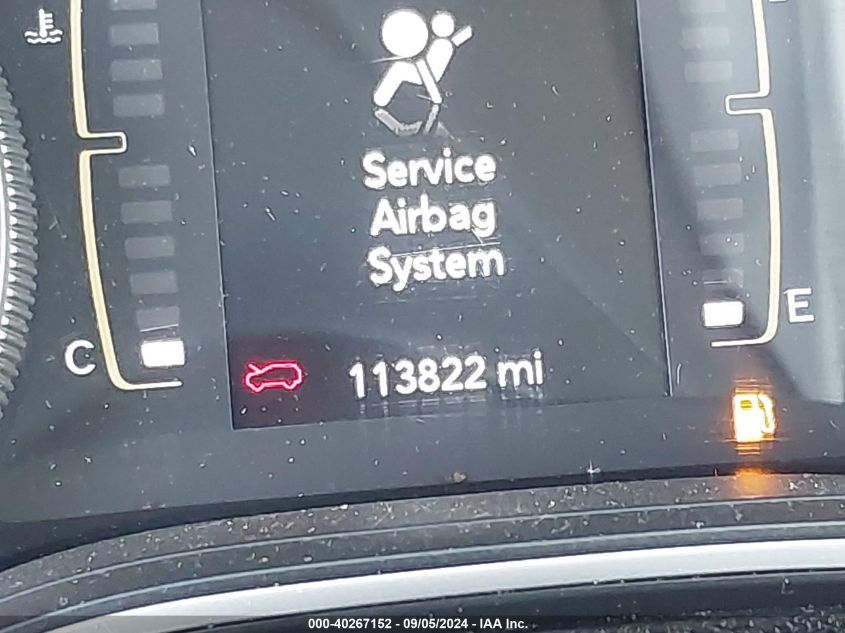 Service
Airbag
System
C
E
113822 mi
000-40267152 - 09/05/2024 - IAA Inc.